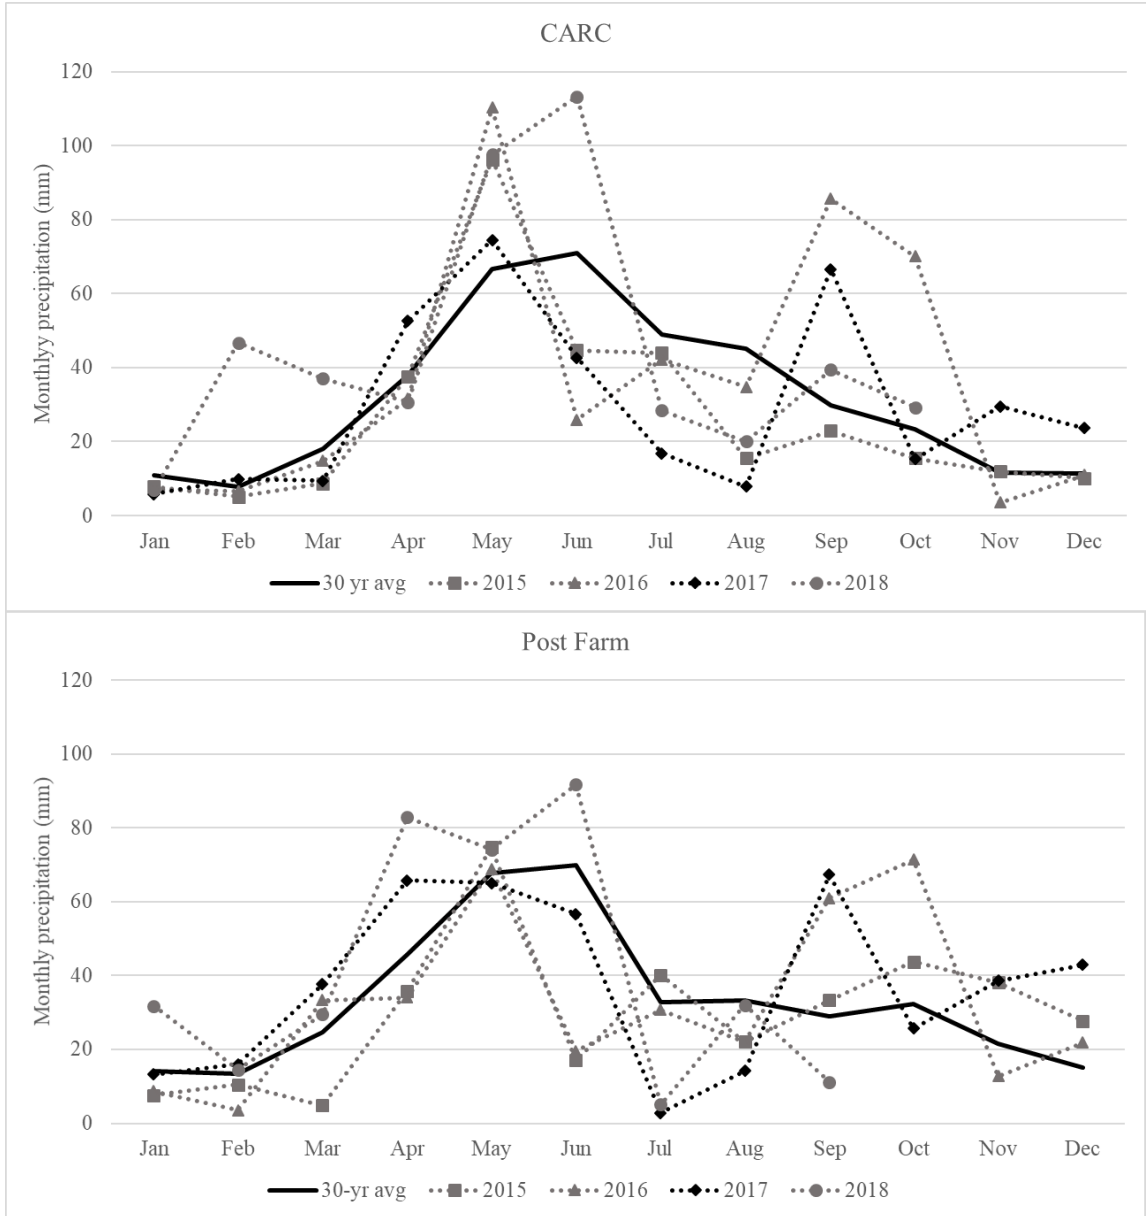 CARC
120
100
80
60
40
20
0
Monthlyy precipitation (mm)
Jan Feb Mar Apr May Jun Jul Aug Sep Oct Nov Dec
30 yr avg 2015 2016 2017 2018
Post Farm
120
100
80
60
40
20
0
Monthly precipitation (mm)
Jan Feb Mar Apr May Jun Jul Aug Sep Oct Nov Dec
30-yr avg 2015 2016 2017 2018